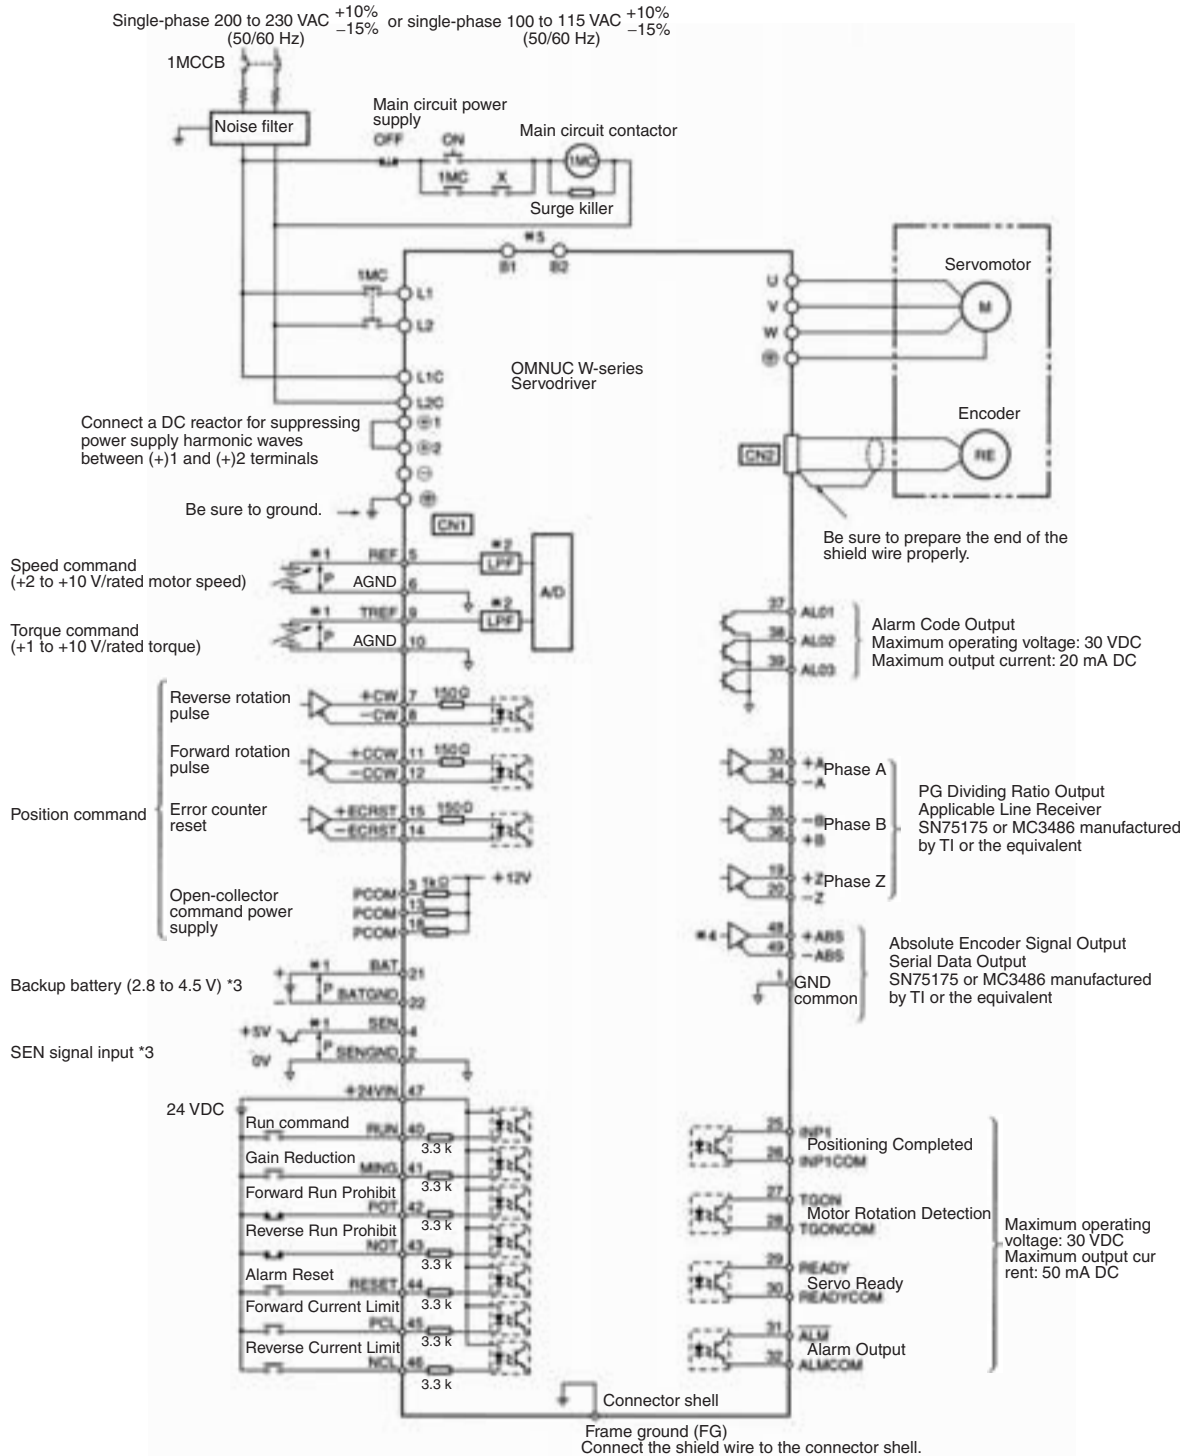 Single-phase 200 to 230 VAC +10% −15% or single-phase 100 to 115 VAC +10% −15%
(50/60 Hz) (50/60 Hz)
1MCCB
Noise filter
Main circuit power
supply
OFF ON
Main circuit contactor
1MC
1MC X
Surge killer
*5
B1 B2
1MC
L1
L2
L1C
L2C
OMNUC W-series
Servodriver
U
V
W
Servomotor
M
Encoder
RE
CN2
Be sure to prepare the end of the
shield wire properly.
Connect a DC reactor for suppressing
power supply harmonic waves
between (+)1 and (+)2 terminals
⊕1
⊕2
⊖
Be sure to ground.
CN1
Speed command
(+2 to +10 V/rated motor speed)
*1 REF 5 *2
P LPF
AGND 6
A/D
Torque command
(+1 to +10 V/rated torque)
*1 TREF 9 *2
P LPF
AGND 10
Position command
Reverse rotation
pulse
+CW 7 150Ω
−CW 8
Forward rotation
pulse
+CCW 11 150Ω
−CCW 12
Error counter
reset
+ECRST 15 150Ω
−ECRST 14
Open-collector
command power
supply
PCOM 3 1kΩ +12V
PCOM 13
PCOM 18
Backup battery (2.8 to 4.5 V) *3
+ *1 BAT 21
− P BATGND 22
SEN signal input *3
+5V *1 SEN 4
0V P SENGND 2
+24VIN 47
24 VDC
Run command
RUN 40 3.3 k
Gain Reduction
MING 41 3.3 k
Forward Run Prohibit
POT 42 3.3 k
Reverse Run Prohibit
NOT 43 3.3 k
Alarm Reset
RESET 44 3.3 k
Forward Current Limit
PCL 45 3.3 k
Reverse Current Limit
NCL 46 3.3 k
37 AL01
38 AL02
39 AL03
Alarm Code Output
Maximum operating voltage: 30 VDC
Maximum output current: 20 mA DC
33 +A
34 −A
Phase A
35 −B
36 +B
Phase B
19 +Z
20 −Z
Phase Z
PG Dividing Ratio Output
Applicable Line Receiver
SN75175 or MC3486 manufactured
by TI or the equivalent
*4 48 +ABS
49 −ABS
1 GND
common
Absolute Encoder Signal Output
Serial Data Output
SN75175 or MC3486 manufactured
by TI or the equivalent
25 INP1
Positioning Completed
26 INP1COM
27 TGON
Motor Rotation Detection
28 TGONCOM
29 READY
Servo Ready
30 READYCOM
31 ALM
Alarm Output
32 ALMCOM
Maximum operating
voltage: 30 VDC
Maximum output cur
rent: 50 mA DC
Connector shell
Frame ground (FG)
Connect the shield wire to the connector shell.